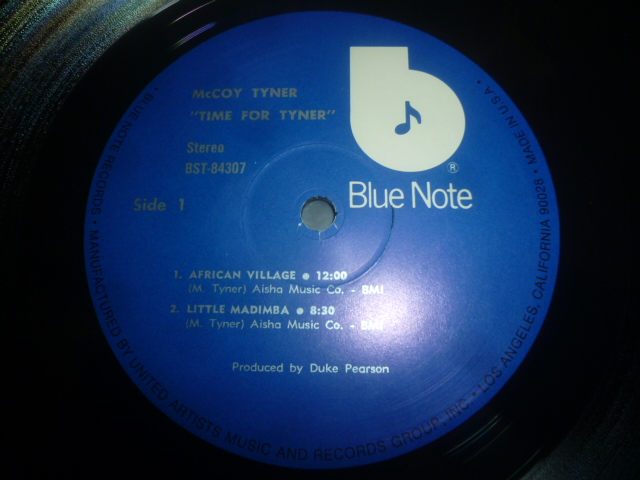 McCOY TYNER
"TIME FOR TYNER"
Stereo
BST-84307
Side 1
b
®
Blue Note
1. AFRICAN VILLAGE ● 12:00
(M. Tyner) Aisha Music Co. - BMI
2. LITTLE MADIMBA ● 8:30
(M. Tyner) Aisha Music Co. - BMI
Produced by Duke Pearson
BLUE NOTE RECORDS • MANUFACTURED BY UNITED ARTISTS MUSIC AND RECORDS GROUP, INC • LOS ANGELES, CALIFORNIA 90028 • MADE IN U.S.A. •